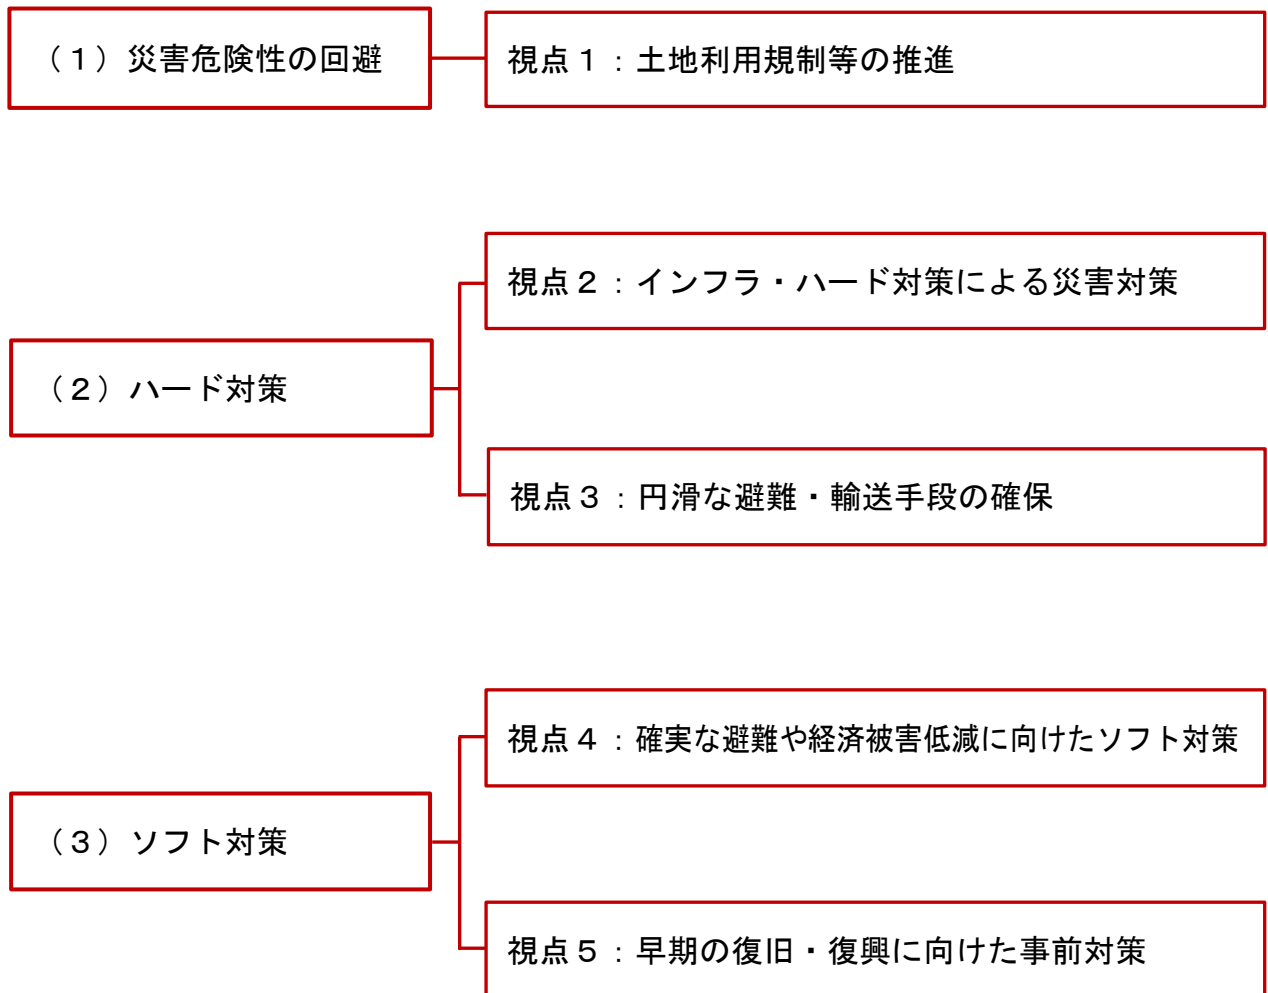 （１）災害危険性の回避
視点１：土地利用規制等の推進
視点２：インフラ・ハード対策による災害対策
（２）ハード対策
視点３：円滑な避難・輸送手段の確保
視点４：確実な避難や経済被害低減に向けたソフト対策
（３）ソフト対策
視点５：早期の復旧・復興に向けた事前対策